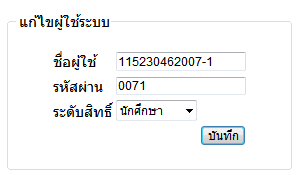 แก้ไขผู้ใช้ระบบ
ชื่อผู้ใช้ 115230462007-1
รหัสผ่าน 0071
ระดับสิทธิ์ นักศึกษา
บันทึก